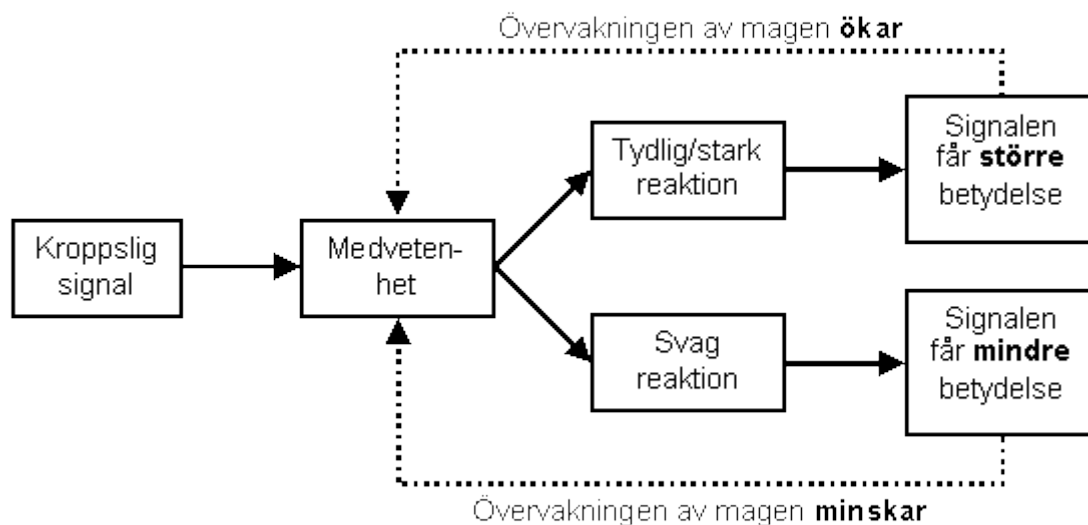 Övervakningen av magen ökar
Tydlig/stark
reaktion
Signalen
får större
betydelse
Kroppslig
signal
Medveten-
het
Svag
reaktion
Signalen
får mindre
betydelse
Övervakningen av magen minskar